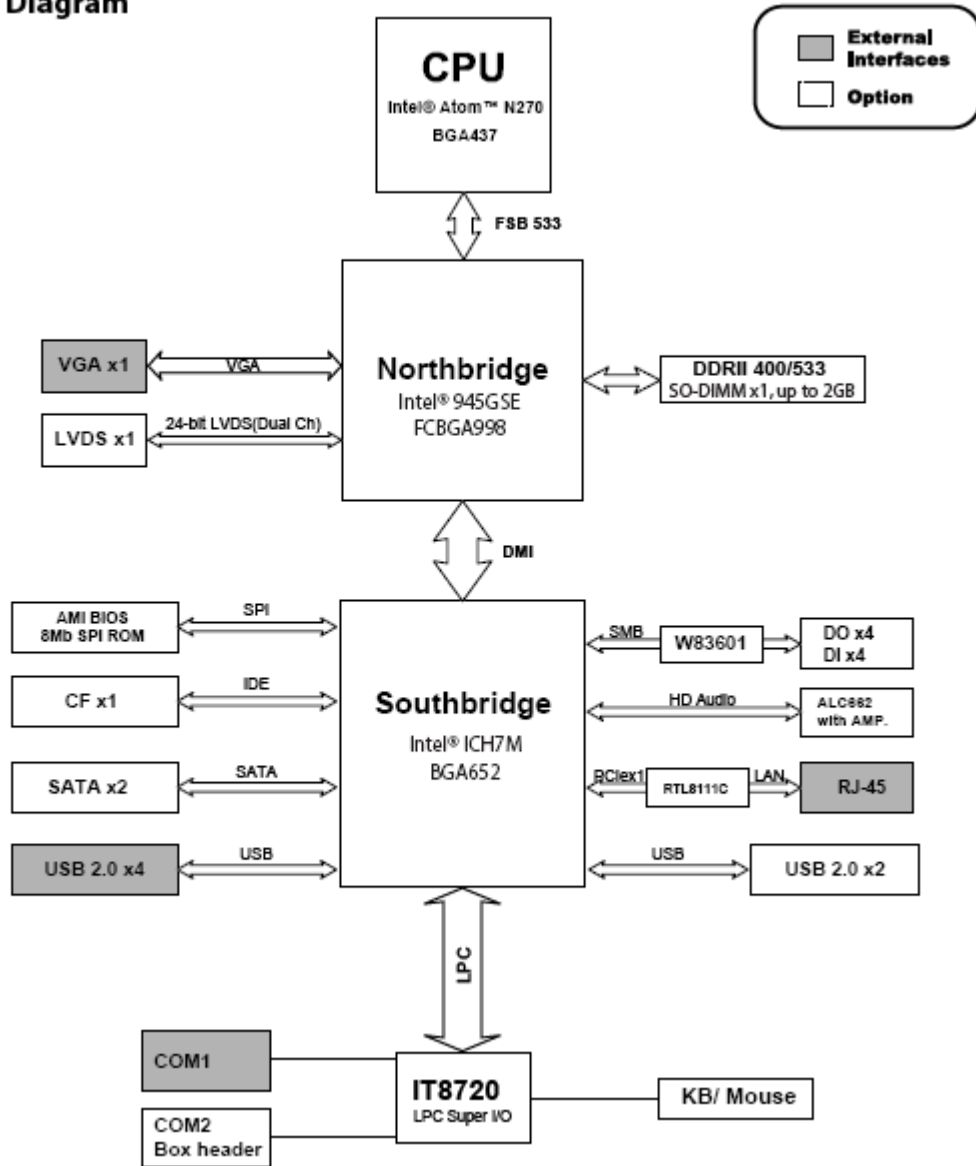 Diagram
External
Interfaces
Option
CPU
Intel® Atom™ N270
BGA437
FSB 533
Northbridge
Intel® 945GSE
FCBGA998
VGA x1
VGA
LVDS x1
24-bit LVDS(Dual Ch)
DDRII 400/533
SO-DIMM x1, up to 2GB
DMI
Southbridge
Intel® ICH7M
BGA652
AMI BIOS
8Mb SPI ROM
SPI
CF x1
IDE
SATA x2
SATA
USB 2.0 x4
USB
SMB
W83601
DO x4
DI x4
HD Audio
ALC662
with AMP.
PCIex1
RTL8111C
LAN
RJ-45
USB
USB 2.0 x2
LPC
COM1
COM2
Box header
IT8720
LPC Super I/O
KB/ Mouse